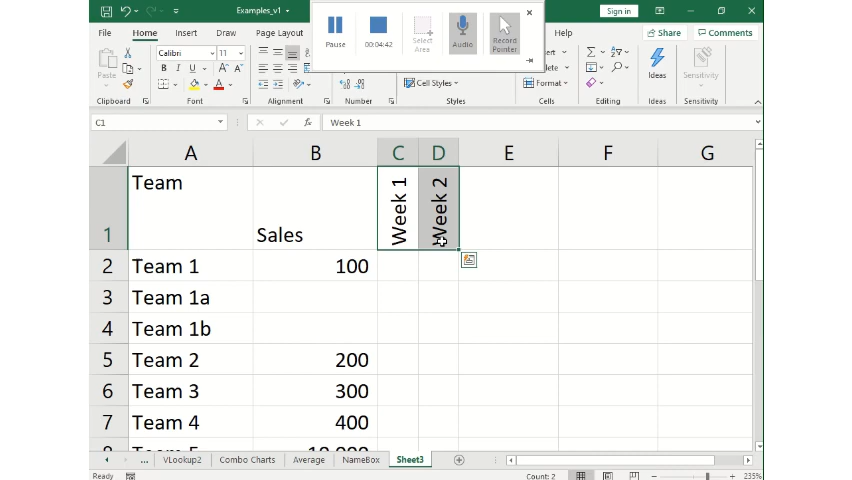 Examples_v1
Sign in
Pause
00:04:42
Select Area
Audio
Record Pointer
File
Home
Insert
Draw
Page Layout
Help
Share
Comments
Paste
Calibri
11
B I U
A A
Cell Styles
Format
Ideas
Sensitivity
Clipboard
Font
Alignment
Number
Styles
Cells
Editing
Ideas
Sensitivity
C1
fx
Week 1
A B C D E F G
1 Team Sales Week 1 Week 2
2 Team 1 100
3 Team 1a
4 Team 1b
5 Team 2 200
6 Team 3 300
7 Team 4 400
... VLookup2 Combo Charts Average NameBox Sheet3
Ready
Count: 2
235%